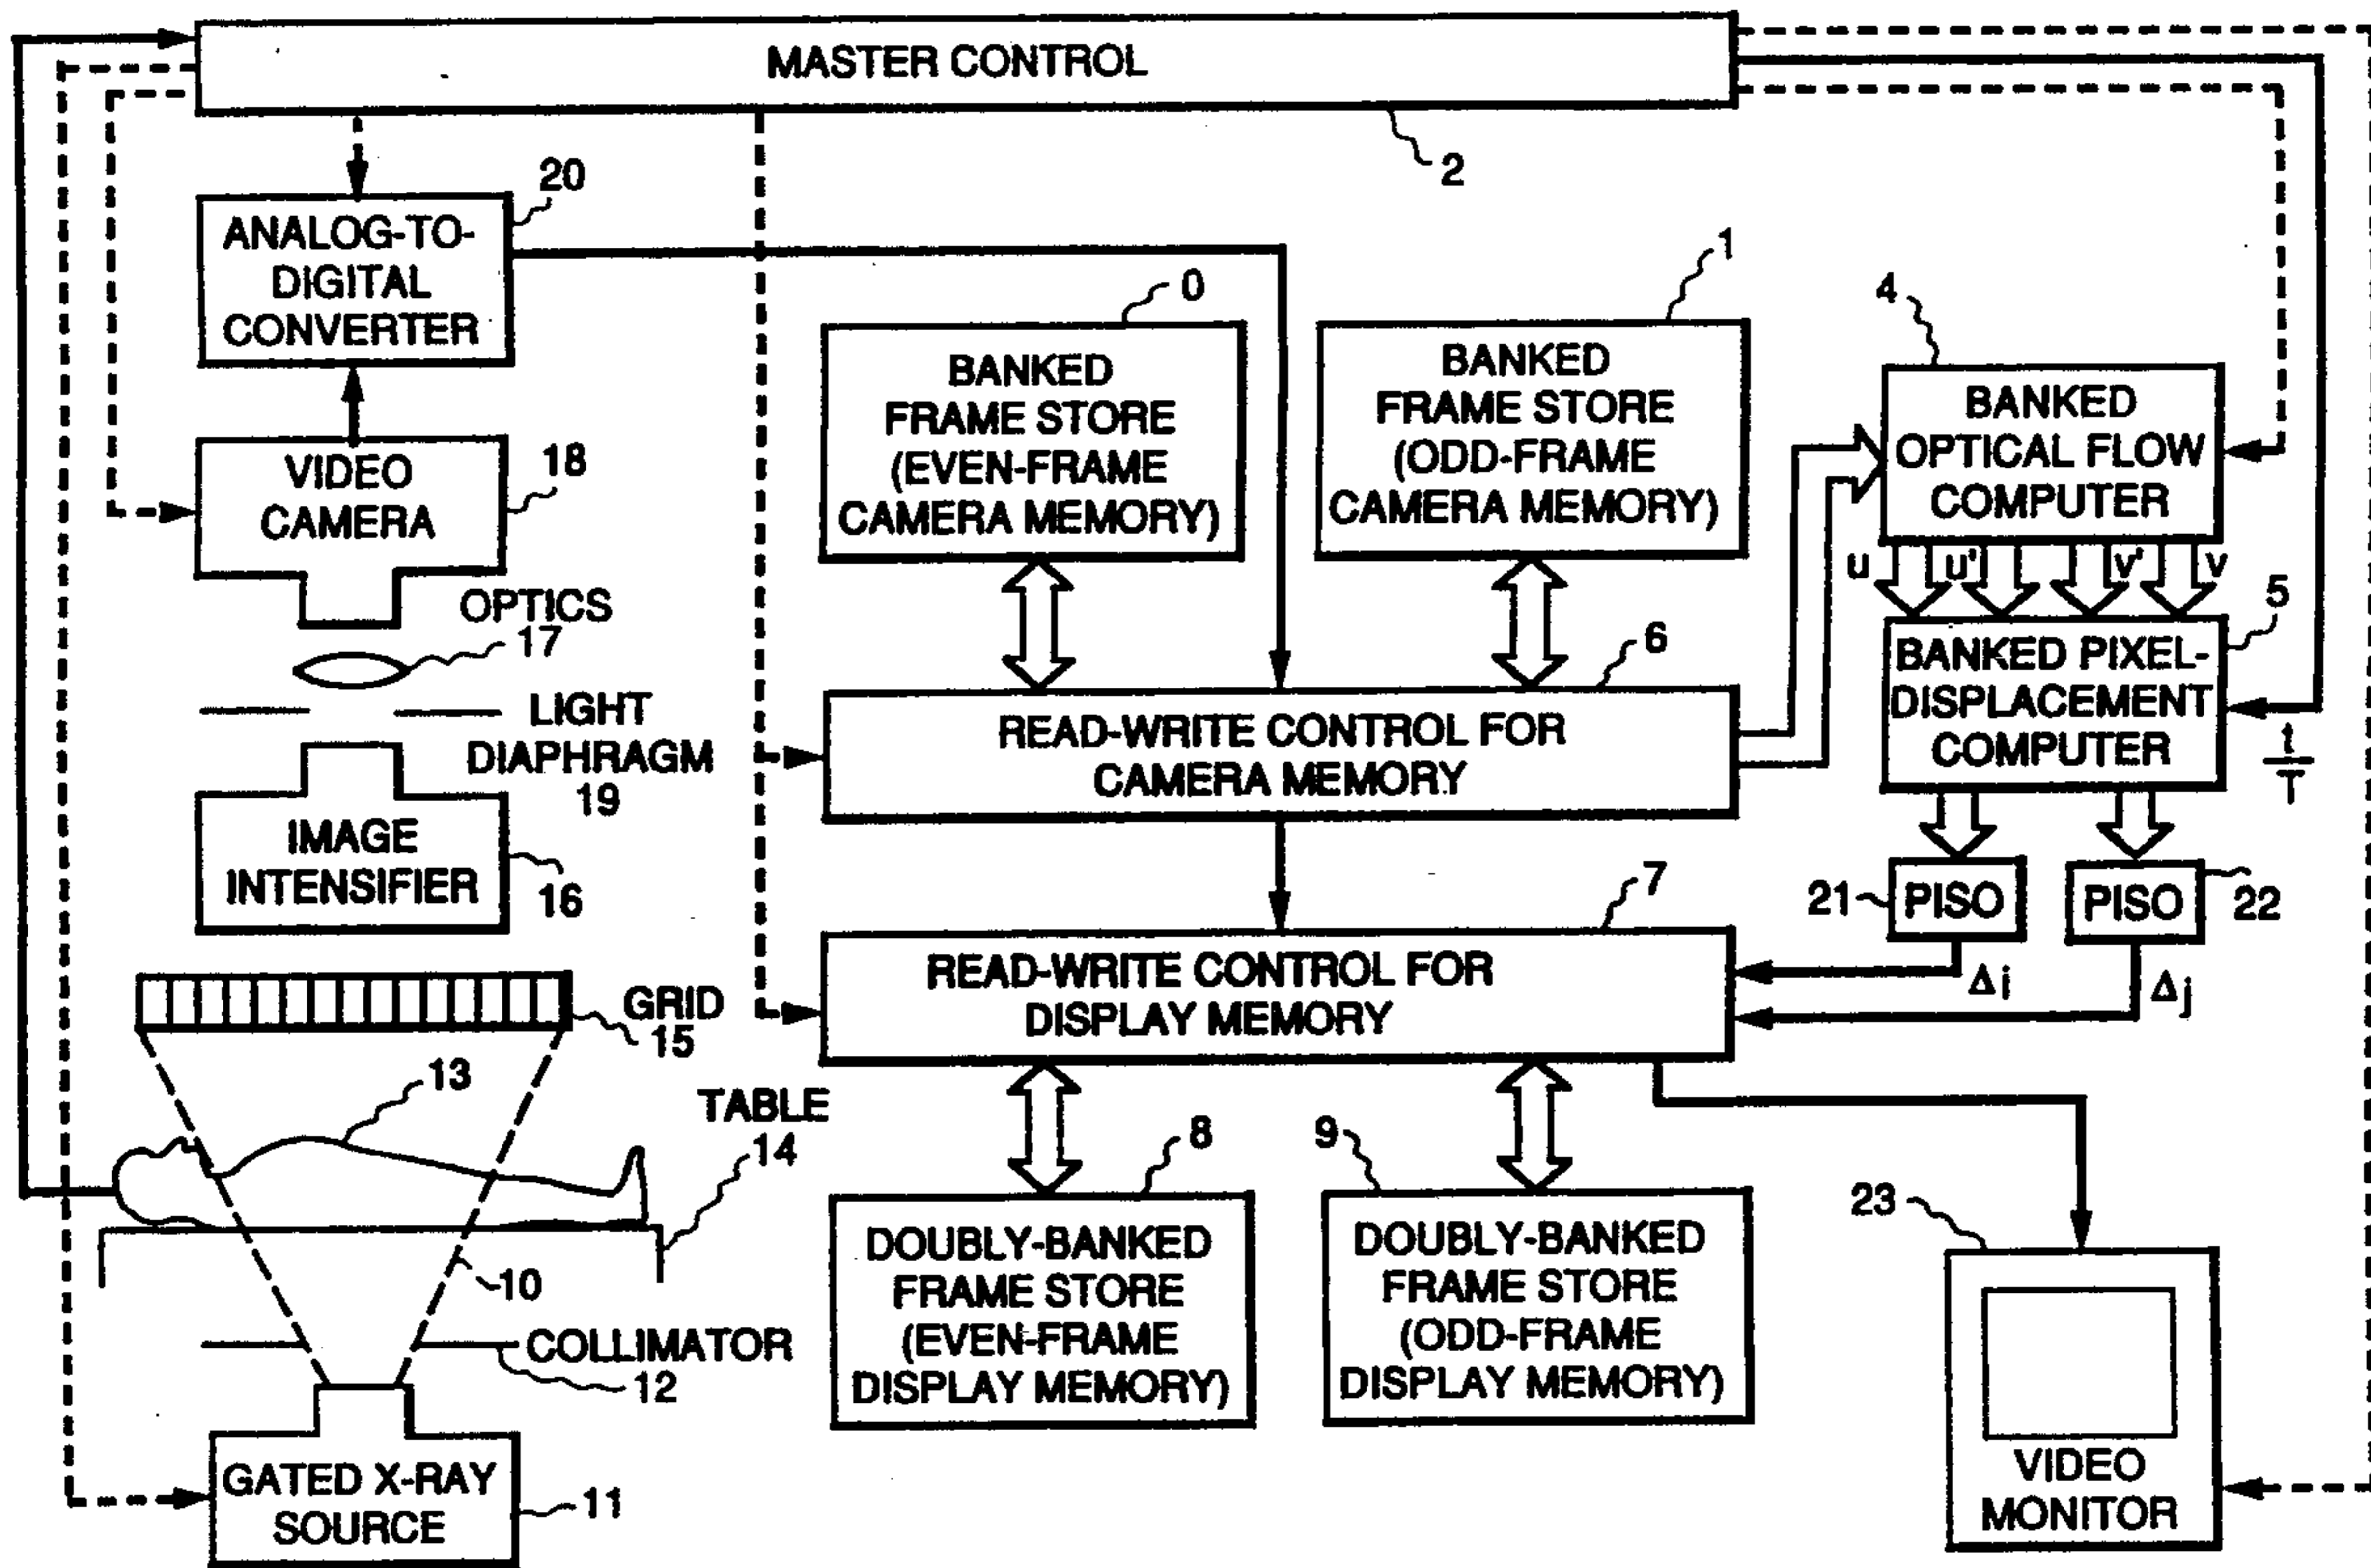 MASTER CONTROL
2
20
ANALOG-TO-
DIGITAL
CONVERTER
VIDEO
CAMERA
18
OPTICS
17
LIGHT
DIAPHRAGM
19
IMAGE
INTENSIFIER
16
GRID
15
13
TABLE
14
10
COLLIMATOR
12
GATED X-RAY
SOURCE
11
0
BANKED
FRAME STORE
(EVEN-FRAME
CAMERA MEMORY)
1
BANKED
FRAME STORE
(ODD-FRAME
CAMERA MEMORY)
6
READ-WRITE CONTROL FOR
CAMERA MEMORY
7
READ-WRITE CONTROL FOR
DISPLAY MEMORY
8
DOUBLY-BANKED
FRAME STORE
(EVEN-FRAME
DISPLAY MEMORY)
9
DOUBLY-BANKED
FRAME STORE
(ODD-FRAME
DISPLAY MEMORY)
4
BANKED
OPTICAL FLOW
COMPUTER
u u' v' v
5
BANKED PIXEL-
DISPLACEMENT
COMPUTER
t
T
21 PISO
PISO 22
Δi
Δj
23
VIDEO
MONITOR